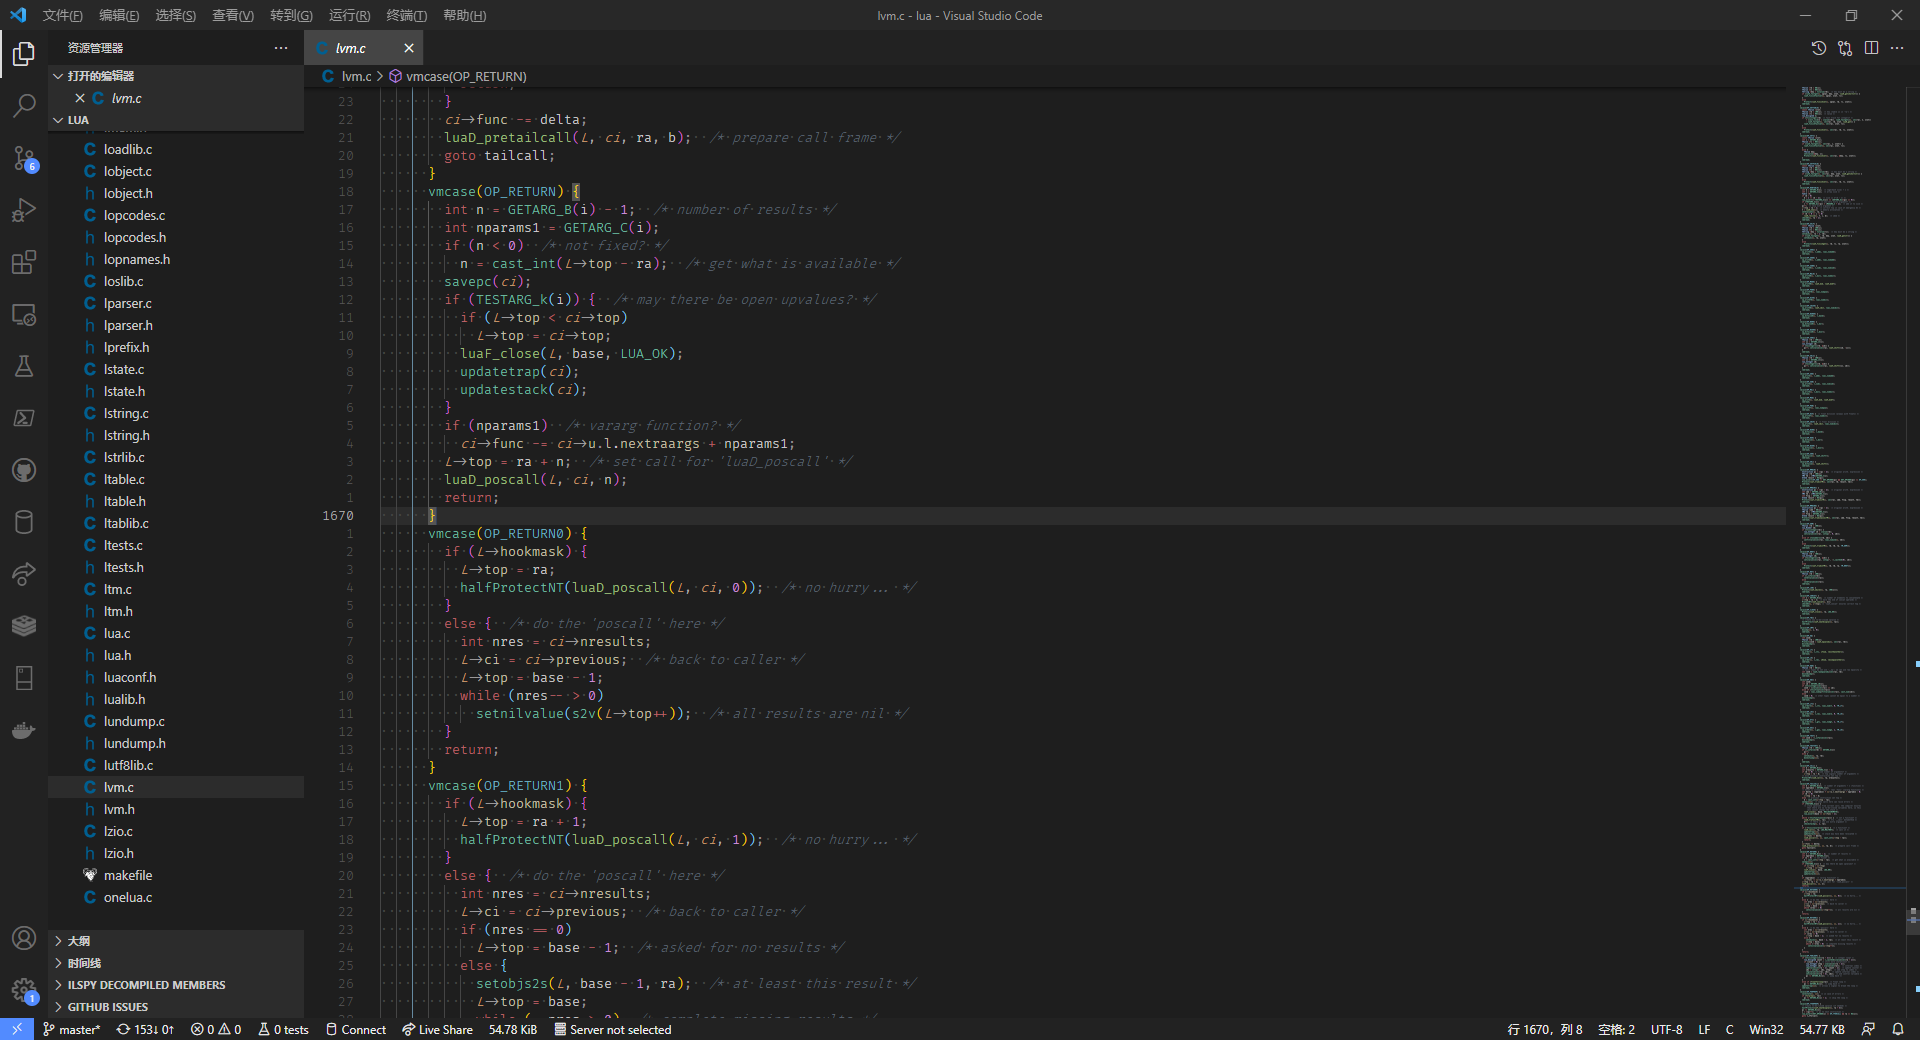 文件(F) 编辑(E) 选择(S) 查看(V) 转到(G) 运行(R) 终端(T) 帮助(H)
lvm.c - lua - Visual Studio Code
资源管理器
打开的编辑器
lvm.c
LUA
loadlib.c
lobject.c
lobject.h
lopcodes.c
lopcodes.h
lopnames.h
loslib.c
lparser.c
lparser.h
lprefix.h
lstate.c
lstate.h
lstring.c
lstring.h
lstrlib.c
ltable.c
ltable.h
ltablib.c
ltests.c
ltests.h
ltm.c
ltm.h
lua.c
lua.h
luaconf.h
lualib.h
lundump.c
lundump.h
lutf8lib.c
lvm.c
lvm.h
lzio.c
lzio.h
makefile
onelua.c
大纲
时间线
ILSPY DECOMPILED MEMBERS
GITHUB ISSUES
6
1
lvm.c
lvm.c > vmcase(OP_RETURN)
23 }
22 ci->func -= delta;
21 luaD_pretailcall(L, ci, ra, b); /* prepare call frame */
20 goto tailcall;
19 }
18 vmcase(OP_RETURN) {
17 int n = GETARG_B(i) - 1; /* number of results */
16 int nparams1 = GETARG_C(i);
15 if (n < 0) /* not fixed? */
14 n = cast_int(L->top - ra); /* get what is available */
13 savepc(ci);
12 if (TESTARG_k(i)) { /* may there be open upvalues? */
11 if (L->top < ci->top)
10 L->top = ci->top;
9 luaF_close(L, base, LUA_OK);
8 updatetrap(ci);
7 updatestack(ci);
6 }
5 if (nparams1) /* vararg function? */
4 ci->func -= ci->u.l.nextraargs + nparams1;
3 L->top = ra + n; /* set call for 'luaD_poscall' */
2 luaD_poscall(L, ci, n);
1 return;
1670 }
1 vmcase(OP_RETURN0) {
2 if (L->hookmask) {
3 L->top = ra;
4 halfProtectNT(luaD_poscall(L, ci, 0)); /* no hurry... */
5 }
6 else { /* do the 'poscall' here */
7 int nres = ci->nresults;
8 L->ci = ci->previous; /* back to caller */
9 L->top = base - 1;
10 while (nres-- > 0)
11 setnilvalue(s2v(L->top++)); /* all results are nil */
12 }
13 return;
14 }
15 vmcase(OP_RETURN1) {
16 if (L->hookmask) {
17 L->top = ra + 1;
18 halfProtectNT(luaD_poscall(L, ci, 1)); /* no hurry... */
19 }
20 else { /* do the 'poscall' here */
21 int nres = ci->nresults;
22 L->ci = ci->previous; /* back to caller */
23 if (nres == 0)
24 L->top = base - 1; /* asked for no results */
25 else {
26 setobjs2s(L, base - 1, ra); /* at least this result */
27 L->top = base;
master* 153↓ 0↑ 0 0 0 tests Connect Live Share 54.78 KiB Server not selected
行 1670, 列 8 空格: 2 UTF-8 LF C Win32 54.77 KB